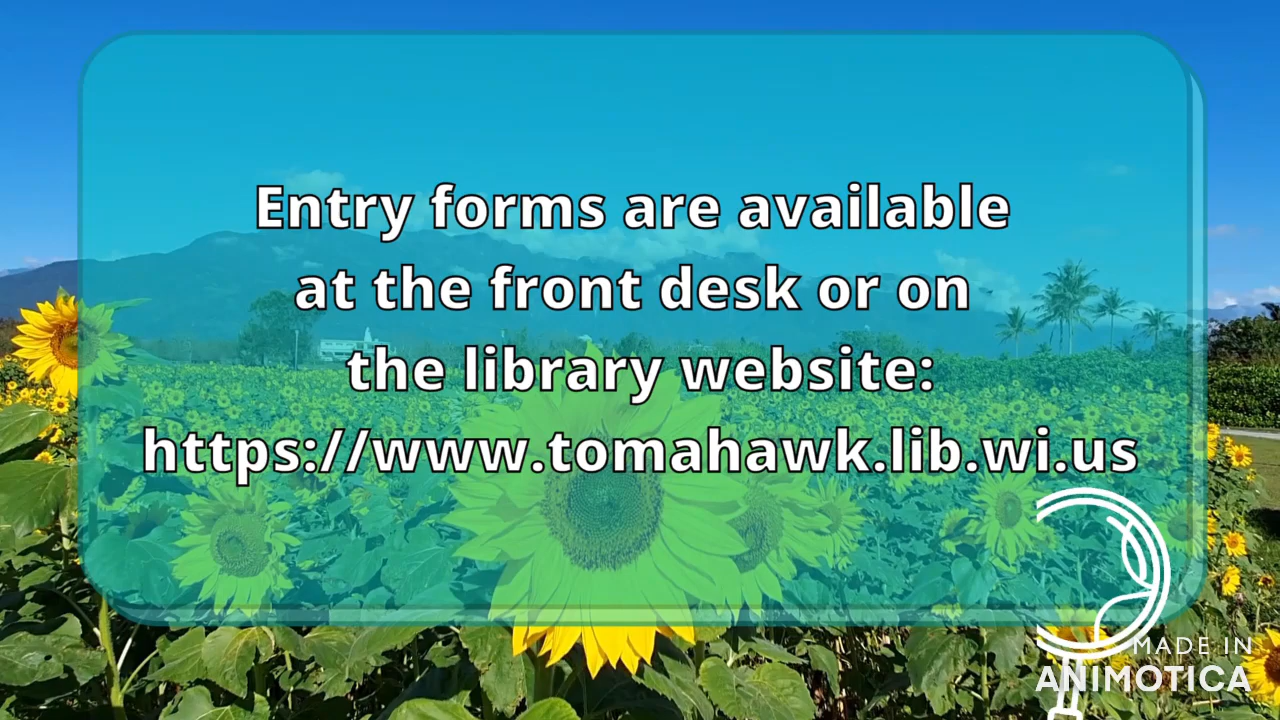 Entry forms are available
at the front desk or on
the library website:
https://www.tomahawk.lib.wi.us
MADE IN
ANIMOTICA